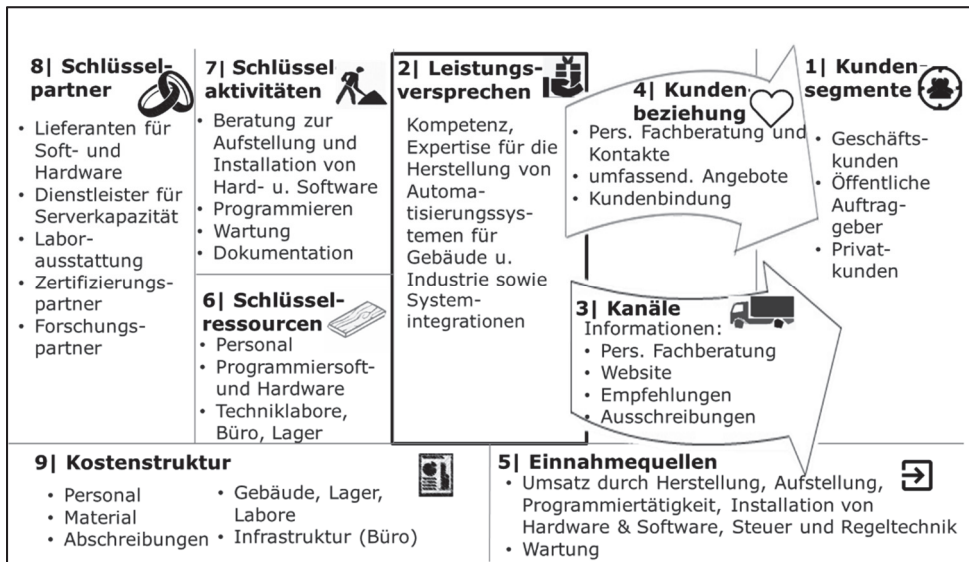 8| Schlüssel-
partner
• Lieferanten für
Soft- und
Hardware
• Dienstleister für
Serverkapazität
• Labor-
ausstattung
• Zertifizierungs-
partner
• Forschungs-
partner
7| Schlüssel
aktivitäten
• Beratung zur
Aufstellung und
Installation von
Hard- u. Software
• Programmieren
• Wartung
• Dokumentation
6| Schlüssel-
ressourcen
• Personal
• Programmiersoft-
und Hardware
• Techniklabore,
Büro, Lager
2| Leistungs-
versprechen
Kompetenz,
Expertise für die
Herstellung von
Automa-
tisierungssys-
temen für
Gebäude u.
Industrie sowie
System-
integrationen
4| Kunden-
beziehung
• Pers. Fachberatung und
Kontakte
• umfassend. Angebote
• Kundenbindung
3| Kanäle
Informationen:
• Pers. Fachberatung
• Website
• Empfehlungen
• Ausschreibungen
1| Kunden-
segmente
• Geschäfts-
kunden
• Öffentliche
Auftrag-
geber
• Privat-
kunden
9| Kostenstruktur
• Personal
• Material
• Abschreibungen
• Gebäude, Lager,
Labore
• Infrastruktur (Büro)
5| Einnahmequellen
• Umsatz durch Herstellung, Aufstellung,
Programmiertätigkeit, Installation von
Hardware & Software, Steuer und Regeltechnik
• Wartung